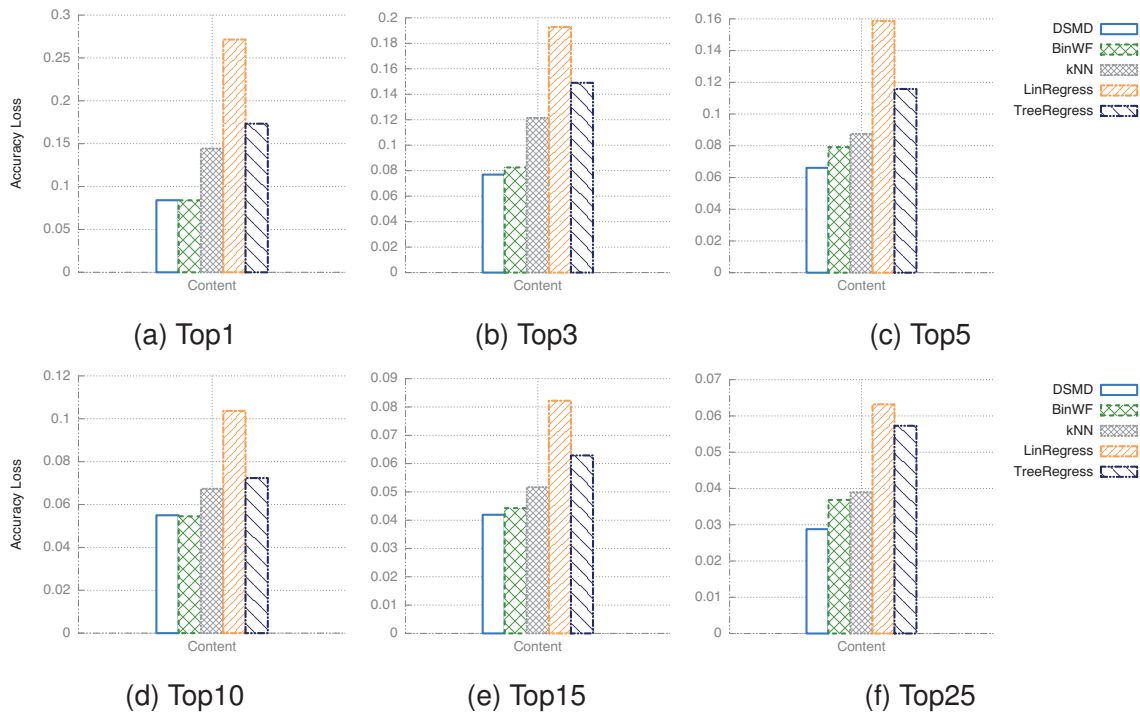 Accuracy Loss
0.3
0.25
0.2
0.15
0.1
0.05
0
Content
(a) Top1
0.2
0.18
0.16
0.14
0.12
0.1
0.08
0.06
0.04
0.02
0
Content
(b) Top3
0.16
0.14
0.12
0.1
0.08
0.06
0.04
0.02
0
Content
(c) Top5
DSMD
BinWF
kNN
LinRegress
TreeRegress
Accuracy Loss
0.12
0.1
0.08
0.06
0.04
0.02
0
Content
(d) Top10
0.09
0.08
0.07
0.06
0.05
0.04
0.03
0.02
0.01
0
Content
(e) Top15
0.07
0.06
0.05
0.04
0.03
0.02
0.01
0
Content
(f) Top25
DSMD
BinWF
kNN
LinRegress
TreeRegress